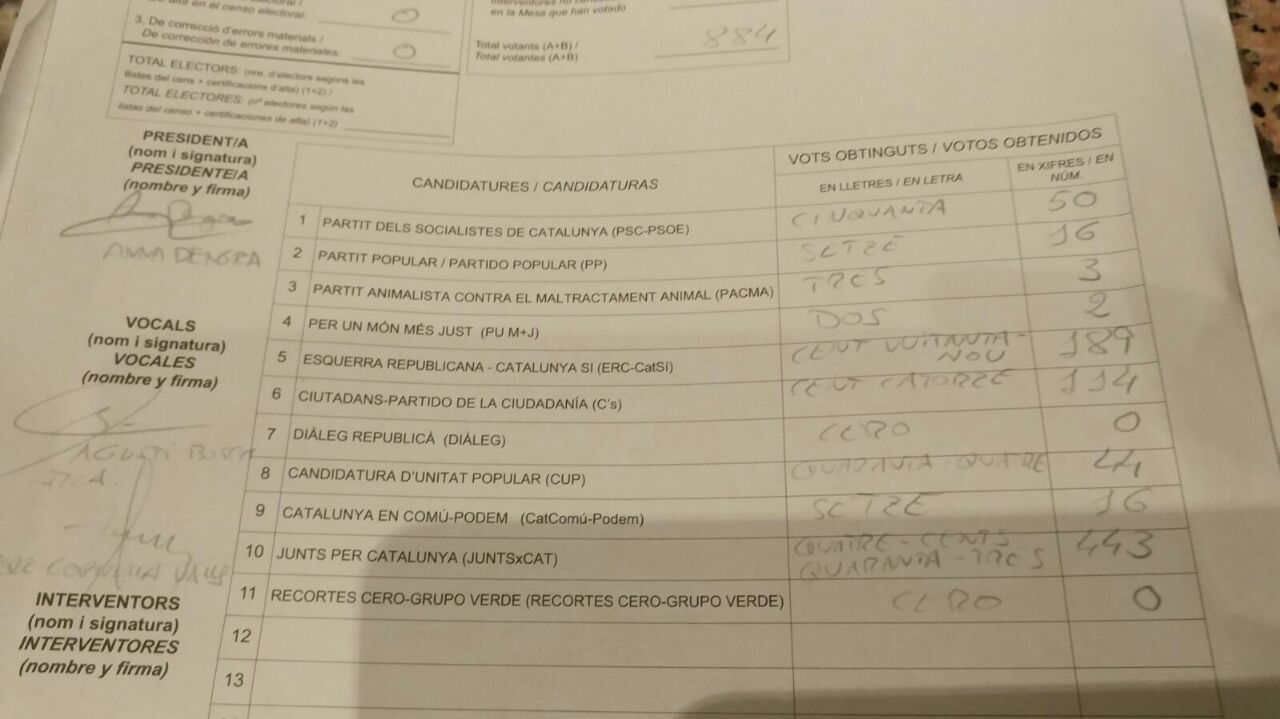 alta en el censo electoral:
0
3. De correcció d'errors materials /
De corrección de errores materiales:
0
TOTAL ELECTORS: (nre. d'electors segons les
llistes del cens + certificacions d'alta) (1+2) /
TOTAL ELECTORES: (nº electores según las
listas del censo + certificaciones de alta) (1+2)
en la Mesa que han votado
Total votants (A+B) /
Total votantes (A+B)
884
PRESIDENT/A
(nom i signatura)
PRESIDENTE/A
(nombre y firma)
ANNA DENGRA
VOCALS
(nom i signatura)
VOCALES
(nombre y firma)
AGUSTÍ
INTERVENTORS
(nom i signatura)
INTERVENTORES
(nombre y firma)
CANDIDATURES / CANDIDATURAS
VOTS OBTINGUTS / VOTOS OBTENIDOS
EN LLETRES / EN LETRA
EN XIFRES / EN NÚM.
1 PARTIT DELS SOCIALISTES DE CATALUNYA (PSC-PSOE) CINQUANTA 50
2 PARTIT POPULAR / PARTIDO POPULAR (PP) SETZE 16
3 PARTIT ANIMALISTA CONTRA EL MALTRACTAMENT ANIMAL (PACMA) TRES 3
4 PER UN MÓN MÉS JUST (PU M+J) DOS 2
5 ESQUERRA REPUBLICANA - CATALUNYA SI (ERC-CatSí) CENT VUITNUTA-NOU 189
6 CIUTADANS-PARTIDO DE LA CIUDADANÍA (C's) CENT CATORZE 114
7 DIÀLEG REPUBLICÀ (DIÀLEG) CERO 0
8 CANDIDATURA D'UNITAT POPULAR (CUP) QUARANTA QUATRE 44
9 CATALUNYA EN COMÚ-PODEM (CatComú-Podem) SETZE 16
10 JUNTS PER CATALUNYA (JUNTSxCAT) QUATRE-CENTS QUARNUTA-TRES 443
11 RECORTES CERO-GRUPO VERDE (RECORTES CERO-GRUPO VERDE) CERO 0
12
13